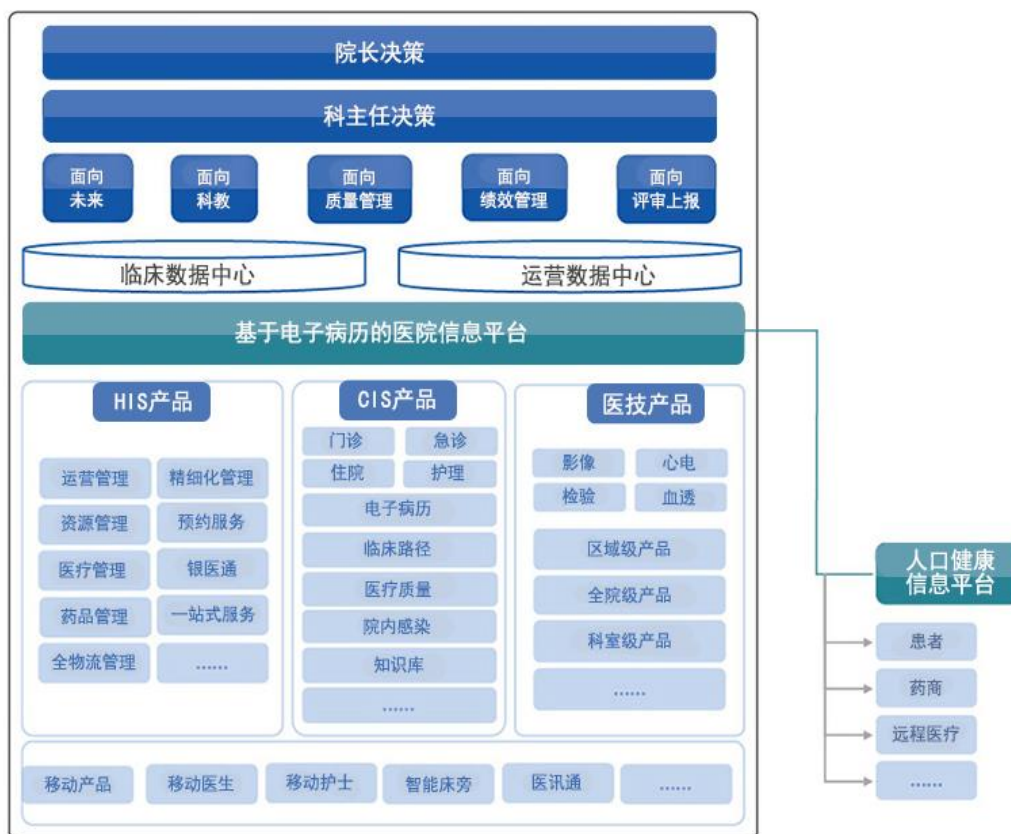 院长决策
科主任决策
面向
未来
面向
科教
面向
质量管理
面向
绩效管理
面向
评审上报
临床数据中心
运营数据中心
基于电子病历的医院信息平台
HIS产品
运营管理
精细化管理
资源管理
预约服务
医疗管理
银医通
药品管理
一站式服务
全物流管理
……
CIS产品
门诊
急诊
住院
护理
电子病历
临床路径
医疗质量
院内感染
知识库
……
医技产品
影像
心电
检验
血透
区域级产品
全院级产品
科室级产品
……
移动产品
移动医生
移动护士
智能床旁
医讯通
……
人口健康
信息平台
患者
药商
远程医疗
……